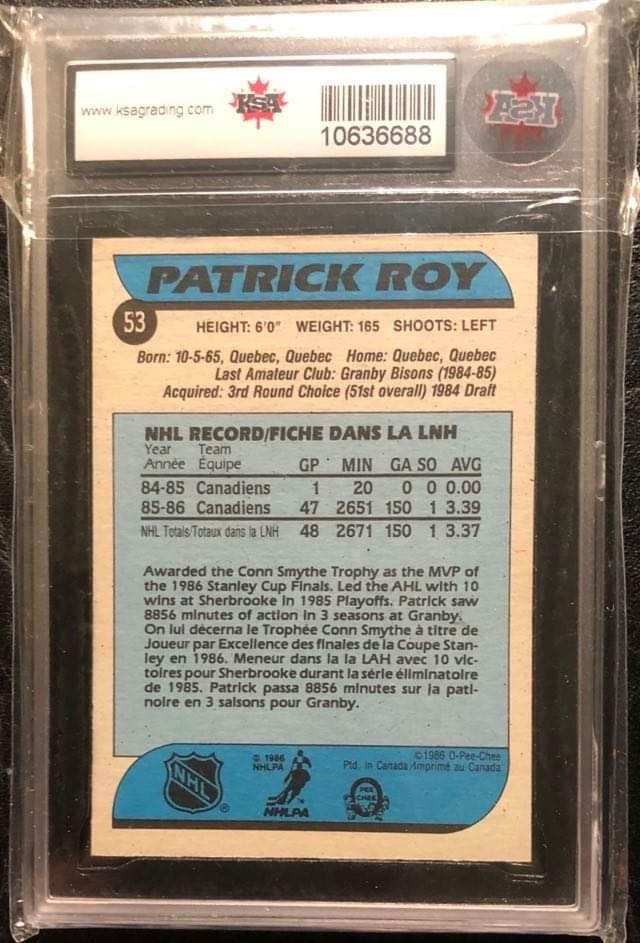 www.ksagrading.com
KSA
10636688
KSA
PATRICK ROY
53
HEIGHT: 6'0" WEIGHT: 165 SHOOTS: LEFT
Born: 10-5-65, Quebec, Quebec Home: Quebec, Quebec
Last Amateur Club: Granby Bisons (1984-85)
Acquired: 3rd Round Choice (51st overall) 1984 Draft
NHL RECORD/FICHE DANS LA LNH
Year Team
Année Équipe GP MIN GA SO AVG
84-85 Canadiens 1 20 0 0 0.00
85-86 Canadiens 47 2651 150 1 3.39
NHL Totals/Totaux dans la LNH 48 2671 150 1 3.37
Awarded the Conn Smythe Trophy as the MVP of
the 1986 Stanley Cup Finals. Led the AHL with 10
wins at Sherbrooke in 1985 Playoffs. Patrick saw
8856 minutes of action in 3 seasons at Granby.
On lui décerna le Trophée Conn Smythe à titre de
Joueur par Excellence des finales de la Coupe Stan-
ley en 1986. Meneur dans la la LAH avec 10 vic-
toires pour Sherbrooke durant la série éliminatoire
de 1985. Patrick passa 8856 minutes sur la pati-
noire en 3 saisons pour Granby.
NHL
®
© 1986
NHLPA
NHLPA
© 1986 O-Pee-Chee
Ptd. in Canada Imprimé au Canada
O PEE CHEE